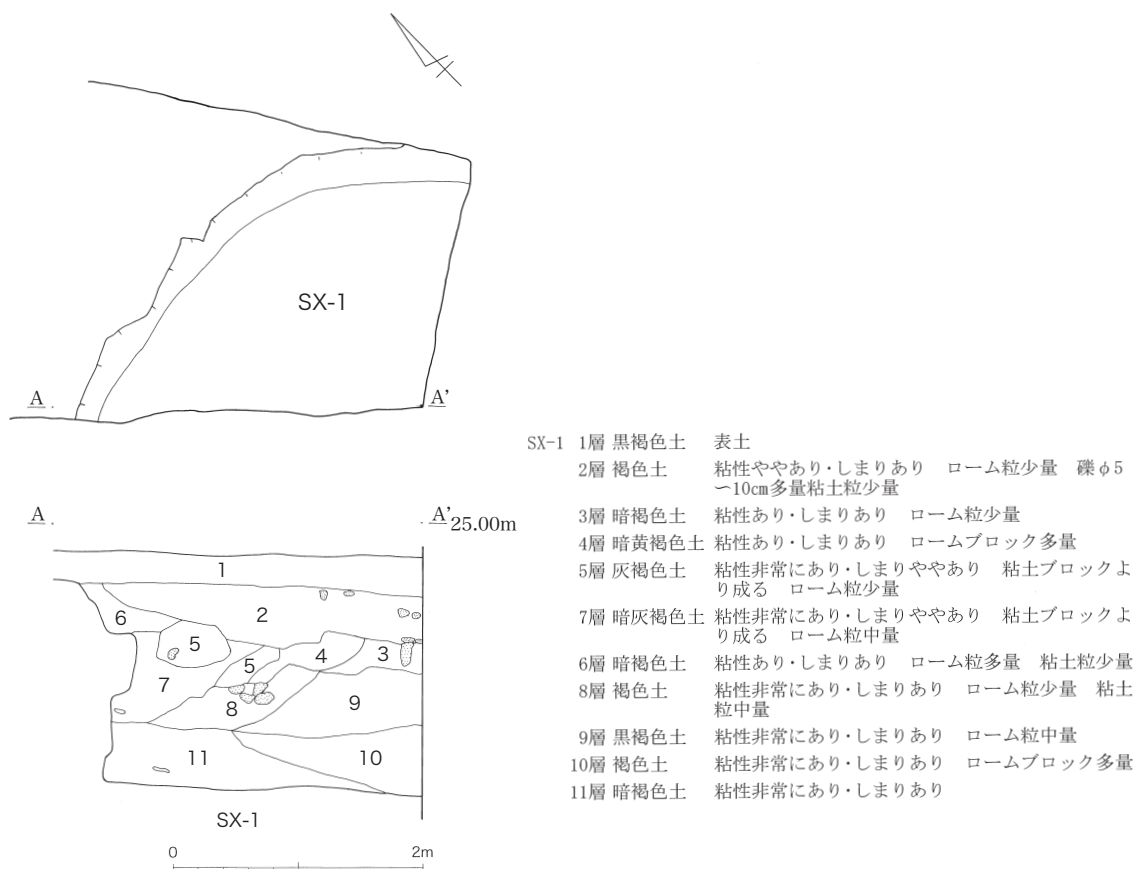 SX-1
A
A'
A
A' 25.00m
1
2
6
5
4
3
5
7
8
9
11
10
SX-1
0 2m
SX-1 1層 黒褐色土 表土
2層 褐色土 粘性ややあり・しまりあり ローム粒少量 礫φ5
〜10㎝多量粘土粒少量
3層 暗褐色土 粘性あり・しまりあり ローム粒少量
4層 暗黄褐色土 粘性あり・しまりあり ロームブロック多量
5層 灰褐色土 粘性非常にあり・しまりややあり 粘土ブロックよ
り成る ローム粒少量
7層 暗灰褐色土 粘性非常にあり・しまりややあり 粘土ブロックよ
り成る ローム粒中量
6層 暗褐色土 粘性あり・しまりあり ローム粒多量 粘土粒少量
8層 褐色土 粘性非常にあり・しまりあり ローム粒少量 粘土
粒中量
9層 黒褐色土 粘性非常にあり・しまりあり ローム粒中量
10層 褐色土 粘性非常にあり・しまりあり ロームブロック多量
11層 暗褐色土 粘性非常にあり・しまりあり